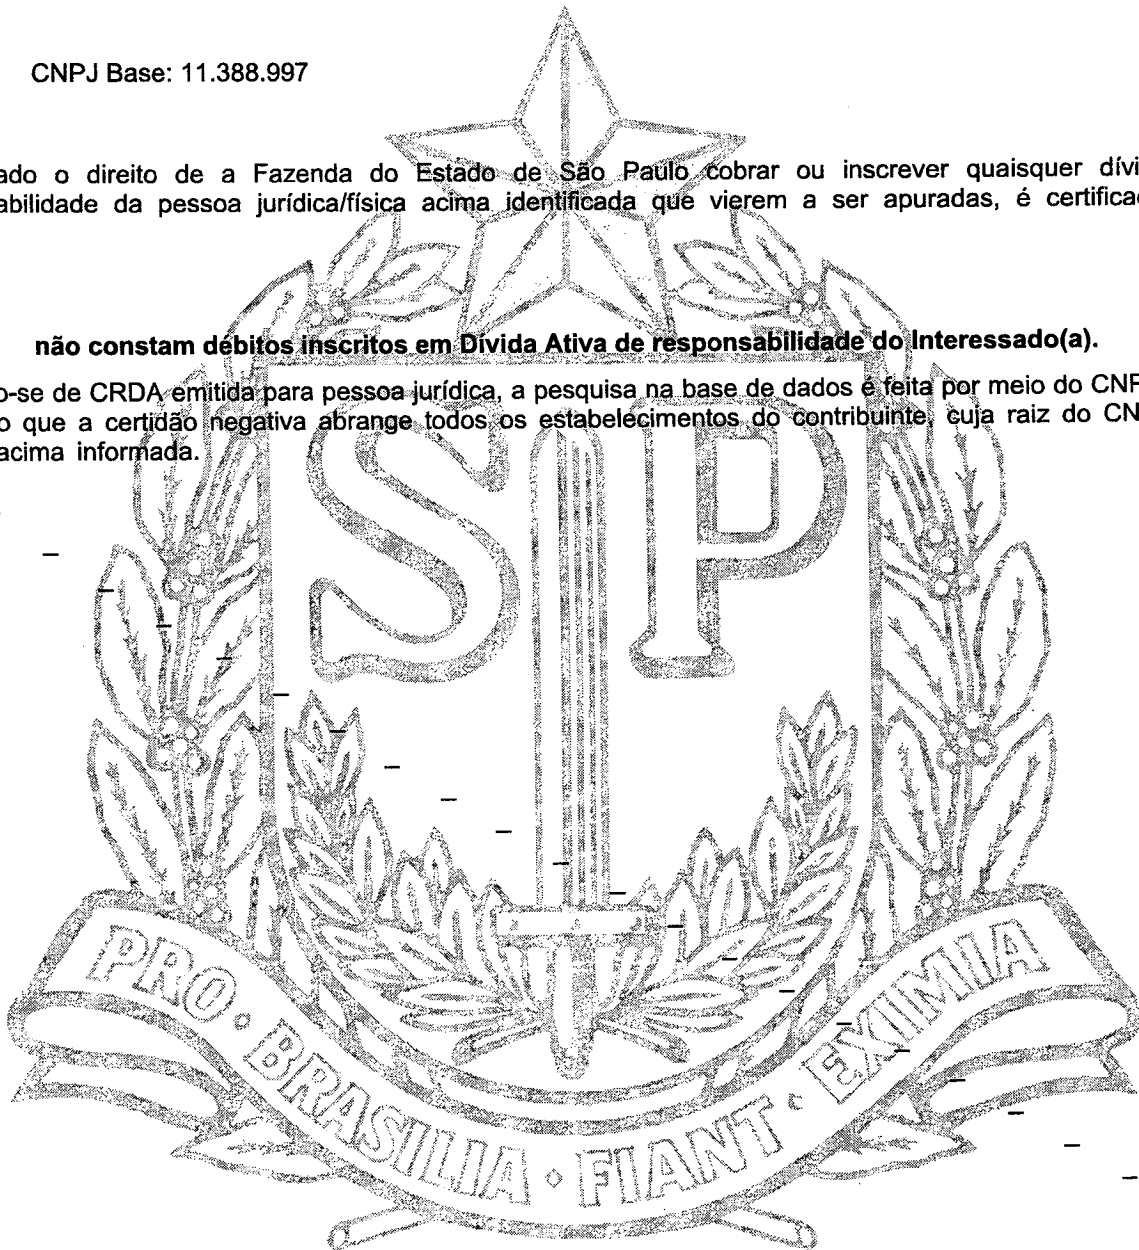 CNPJ Base: 11.388.997
ado o direito de a Fazenda do Estado de São Paulo cobrar ou inscrever quaisquer dívi
abilidade da pessoa jurídica/física acima identificada que vierem a ser apuradas, é certificad
não constam débitos inscritos em Dívida Ativa de responsabilidade do Interessado(a).
o-se de CRDA emitida para pessoa jurídica, a pesquisa na base de dados é feita por meio do CNP
o que a certidão negativa abrange todos os estabelecimentos do contribuinte, cuja raiz do CN
acima informada.
SP
PRO · BRASILIA · FIANT · EXIMIA